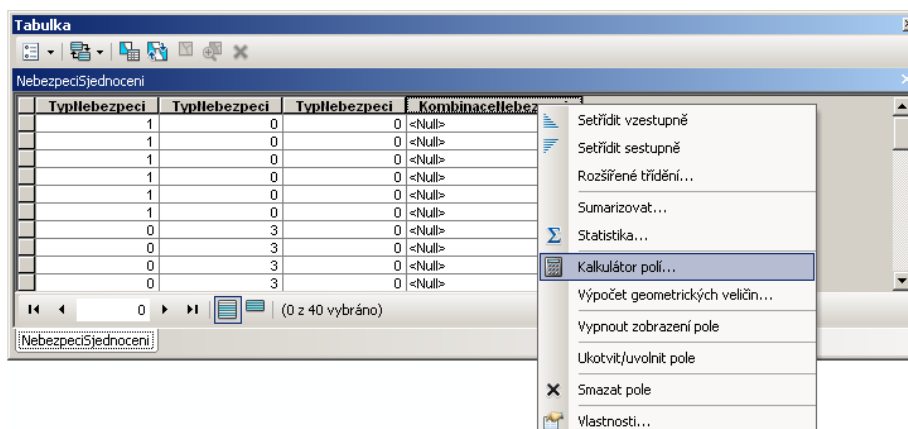 Tabulka
NebezpeciSjednoceni
TypNebezpeci TypNebezpeci TypNebezpeci
1 0 0 <Null>
1 0 0 <Null>
1 0 0 <Null>
1 0 0 <Null>
1 0 0 <Null>
1 0 0 <Null>
0 3 0 <Null>
0 3 0 <Null>
0 3 0 <Null>
0 3 0 <Null>
0 (0 z 40 vybráno)
NebezpeciSjednoceni
Setřídit vzestupně
Setřídit sestupně
Rozšířené třídění...
Sumarizovat...
Statistika...
Kalkulátor polí...
Výpočet geometrických veličin...
Vypnout zobrazení pole
Ukotvit/uvolnit pole
Smazat pole
Vlastnosti...